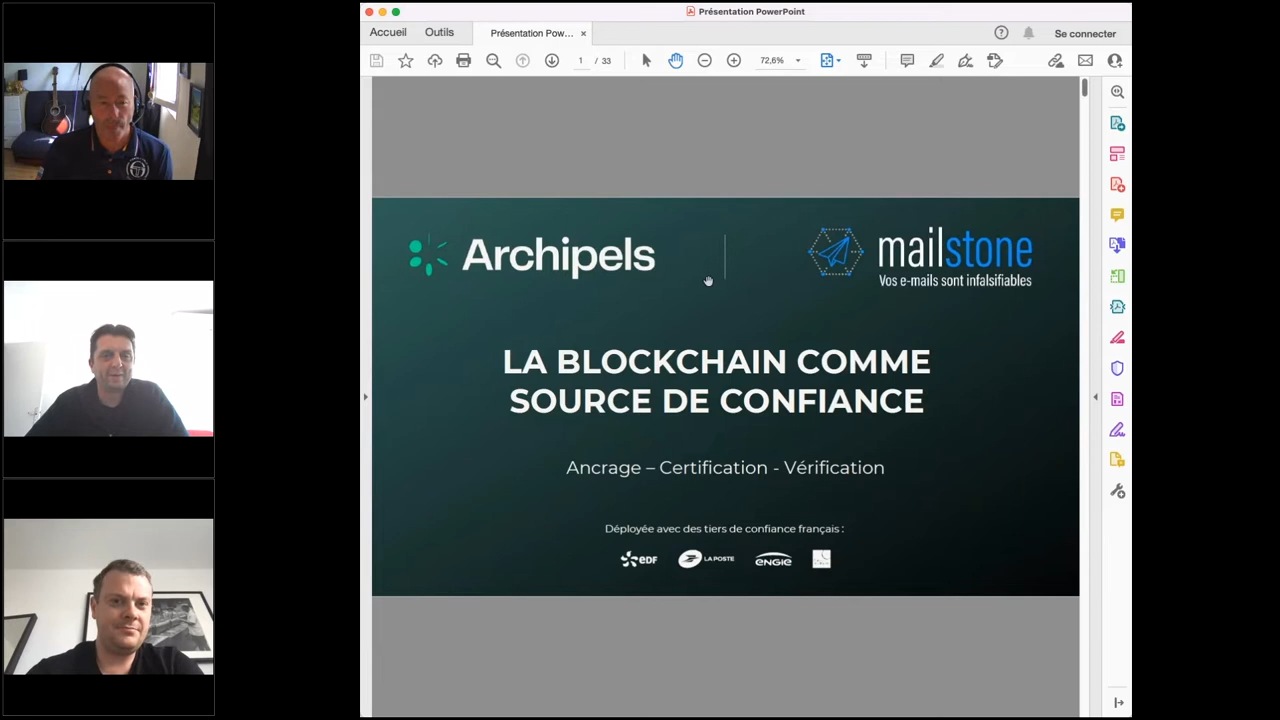 Présentation PowerPoint
Accueil
Outils
Présentation Pow...
Se connecter
1 / 33
72,6%
Archipels
mailstone
Vos e-mails sont infalsifiables
LA BLOCKCHAIN COMME
SOURCE DE CONFIANCE
Ancrage – Certification - Vérification
Déployée avec des tiers de confiance français :
eDF
LA POSTE
ENGIE